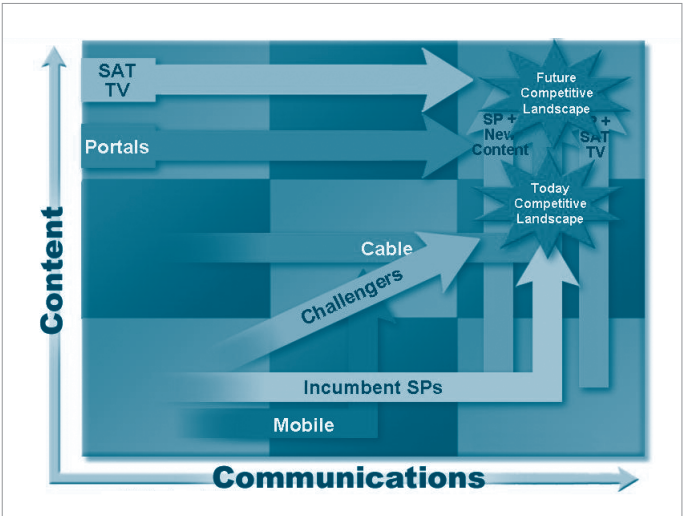 SAT
TV
Future
Competitive
Landscape
SP +
New
Content
+
SAT
TV
Portals
Today
Competitive
Landscape
Cable
Challengers
Incumbent SPs
Mobile
Content
Communications